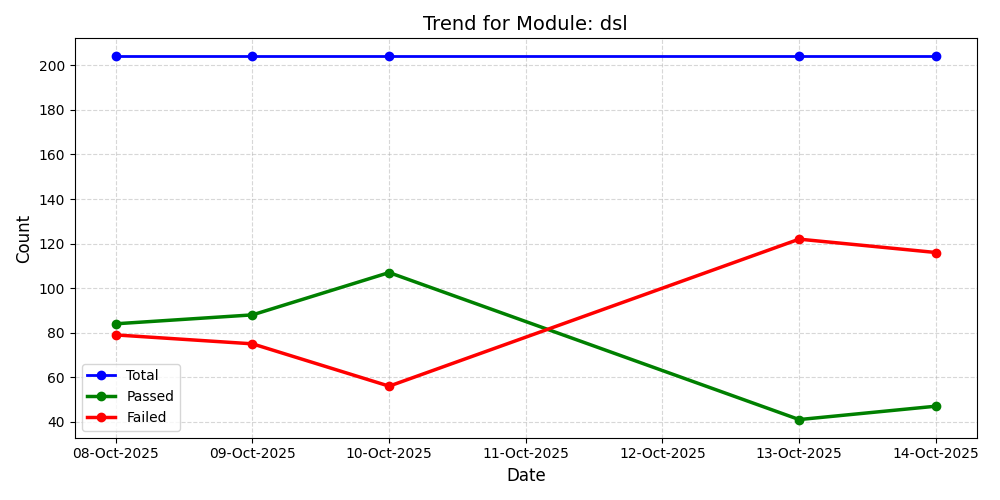 Trend for Module: dsl
Count
200
180
160
140
120
100
80
60
40
Total
Passed
Failed
08-Oct-2025
09-Oct-2025
10-Oct-2025
11-Oct-2025
12-Oct-2025
13-Oct-2025
14-Oct-2025
Date